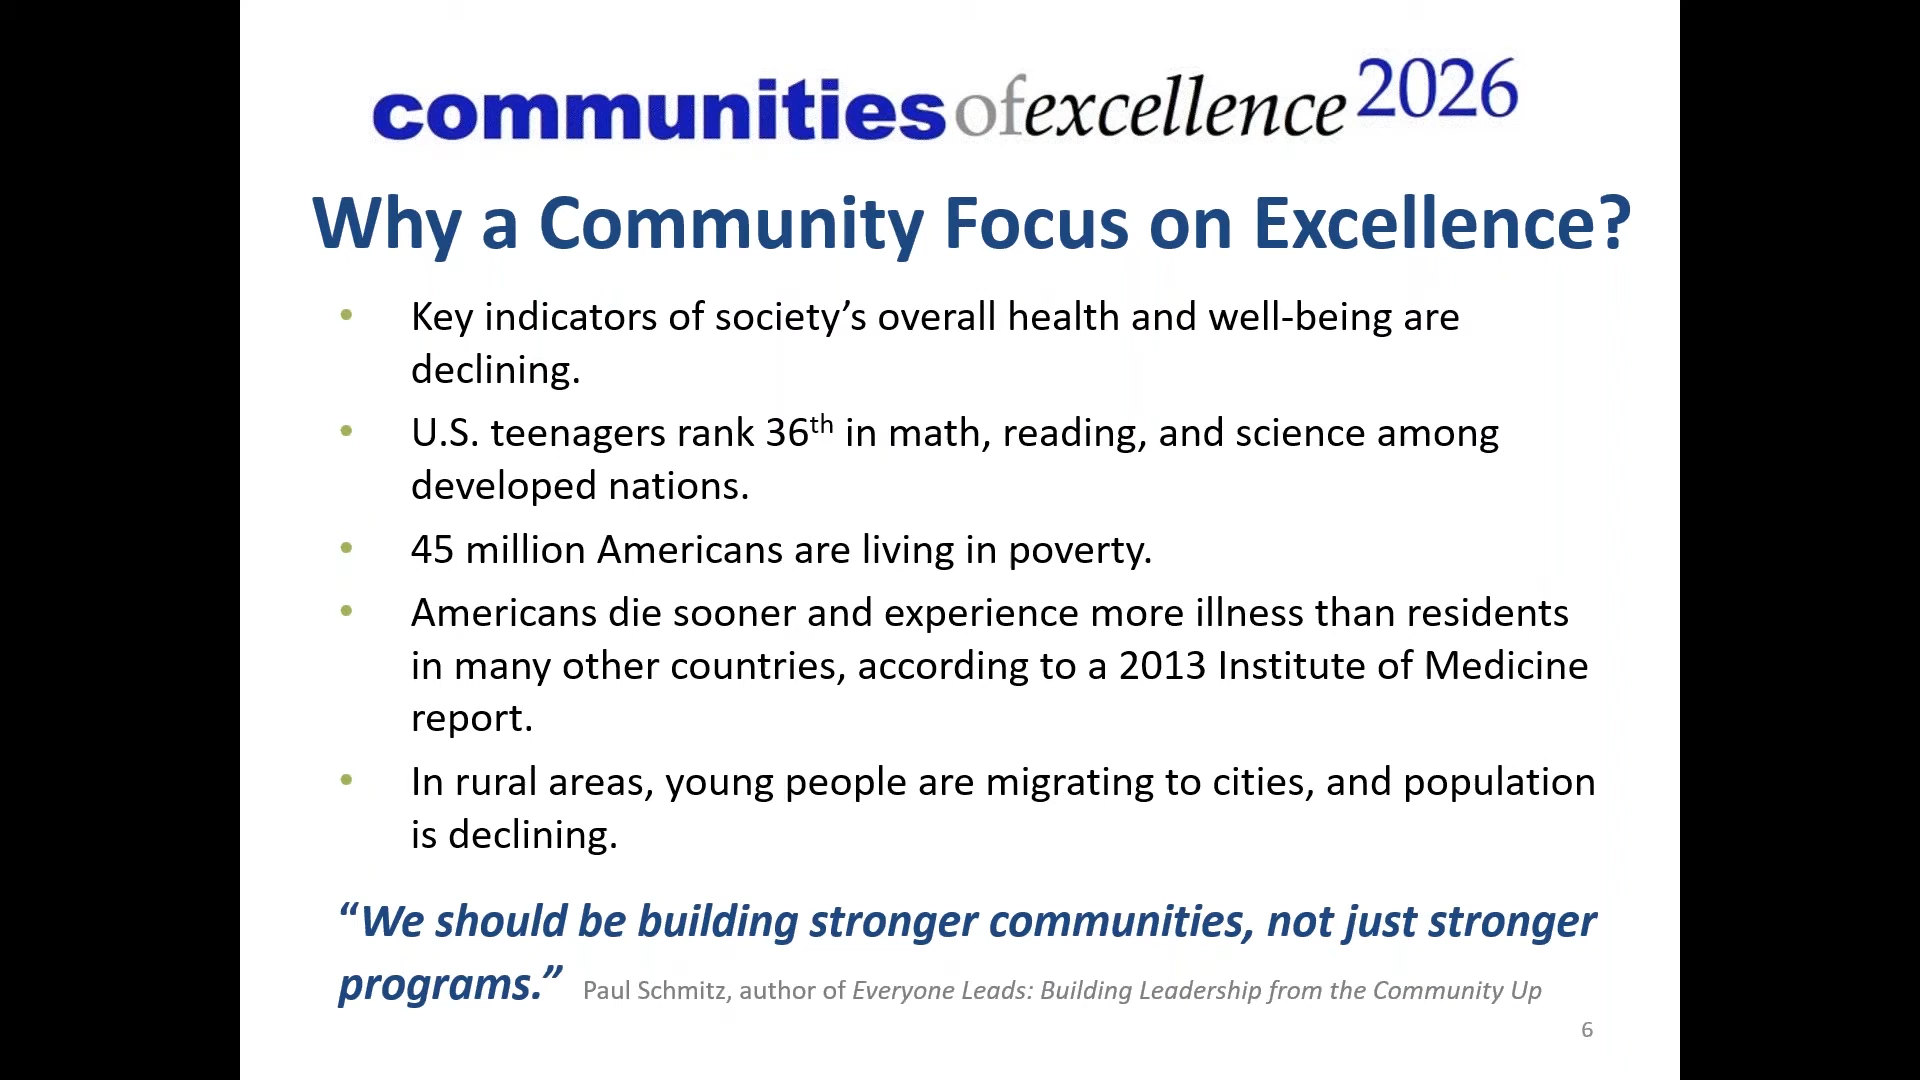 communities of excellence 2026
Why a Community Focus on Excellence?
• Key indicators of society’s overall health and well-being are
declining.
• U.S. teenagers rank 36th in math, reading, and science among
developed nations.
• 45 million Americans are living in poverty.
• Americans die sooner and experience more illness than residents
in many other countries, according to a 2013 Institute of Medicine
report.
• In rural areas, young people are migrating to cities, and population
is declining.
“We should be building stronger communities, not just stronger
programs.” Paul Schmitz, author of Everyone Leads: Building Leadership from the Community Up
6